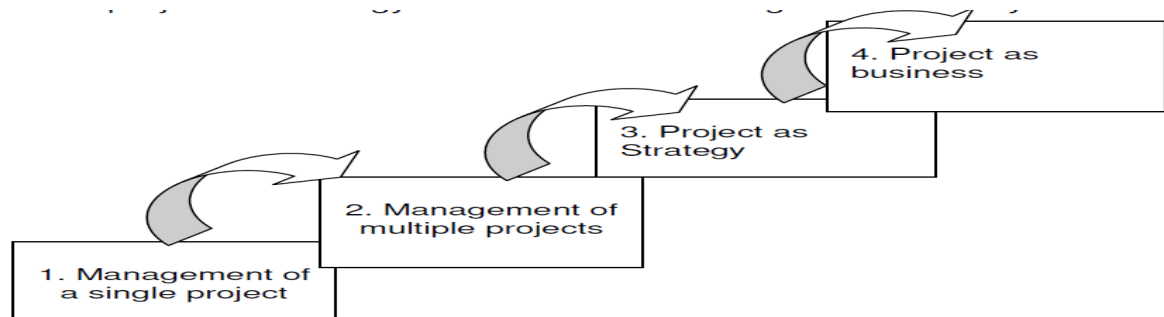 4. Project as
business
3. Project as
Strategy
2. Management of
multiple projects
1. Management of
a single project